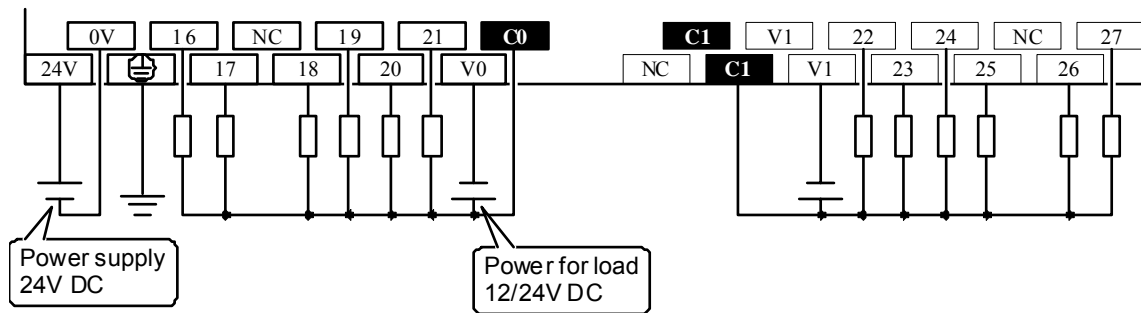 0V 16 NC 19 21 C0 C1 V1 22 24 NC 27
24V 17 18 20 V0 NC C1 V1 23 25 26
Power supply
24V DC
Power for load
12/24V DC